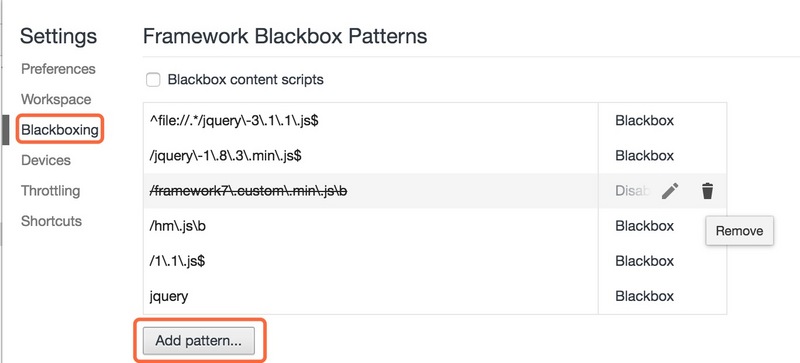 Settings
Preferences
Workspace
Blackboxing
Devices
Throttling
Shortcuts
Framework Blackbox Patterns
Blackbox content scripts
^file://.*/jquery\-3\.1\.1\.js$ Blackbox
/jquery\-1\.8\.3\.min\.js$ Blackbox
/framework7\.custom\.min\.js\b Disab
/hm\.js\b Blackbox
/1\.1\.js$ Blackbox
jquery Blackbox
Remove
Add pattern...